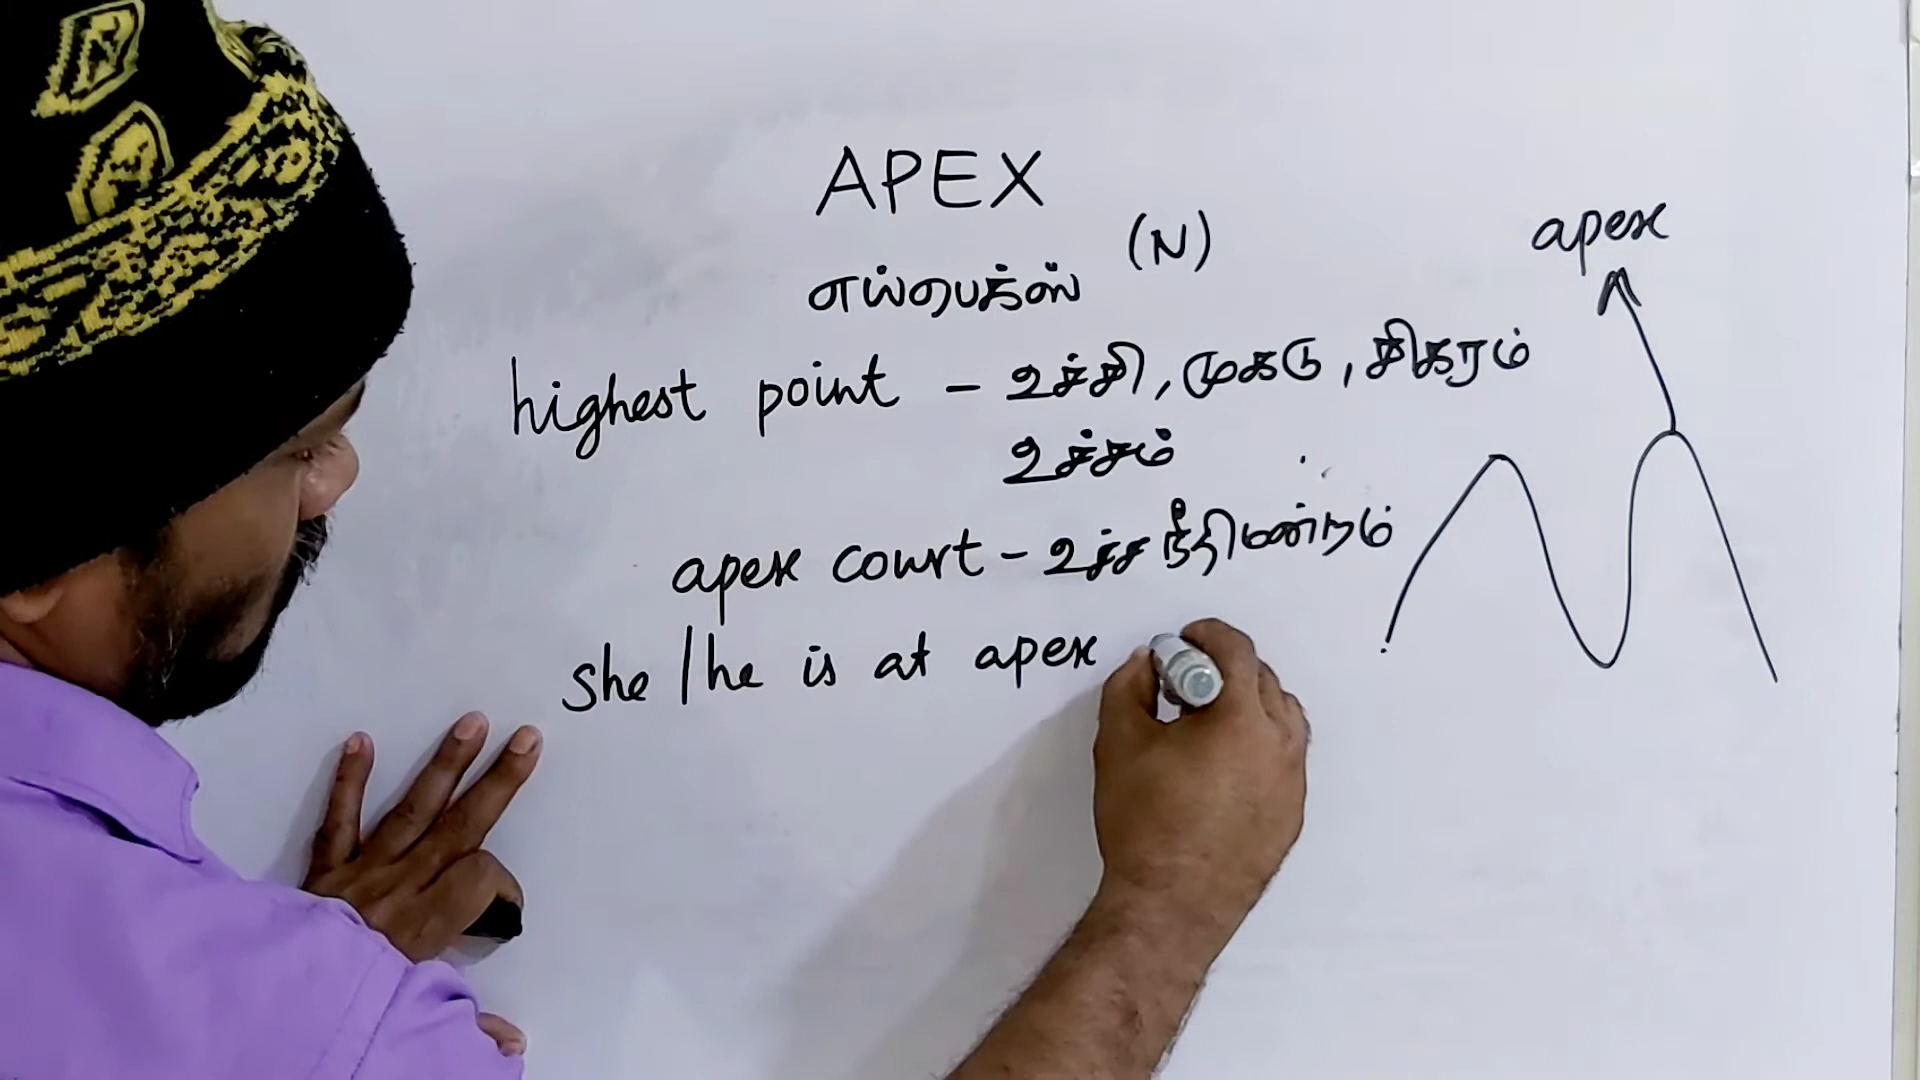 APEX
(N)
எய்பெக்ஸ்
highest point - உச்சி, முகடு, சிகரம்
உச்சம்
apex court - உச்சநீதிமன்றம்
she/he is at apex
apex